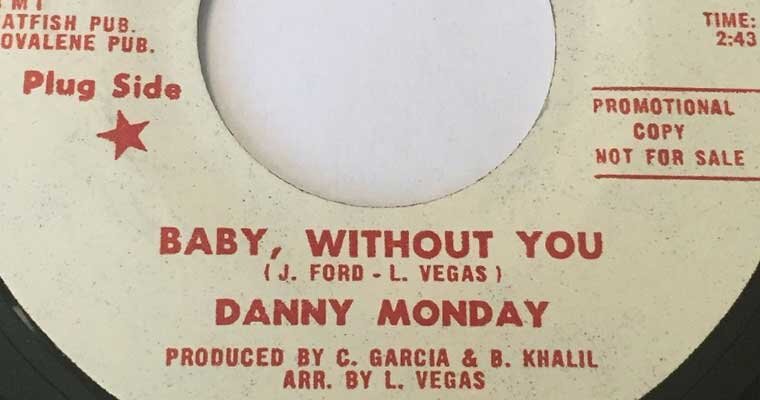 ATFISH PUB.
OVALENE PUB.
Plug Side
TIME:
2:43
PROMOTIONAL
COPY
NOT FOR SALE
BABY, WITHOUT YOU
(J. FORD - L. VEGAS)
DANNY MONDAY
PRODUCED BY C. GARCIA & B. KHALIL
ARR. BY L. VEGAS